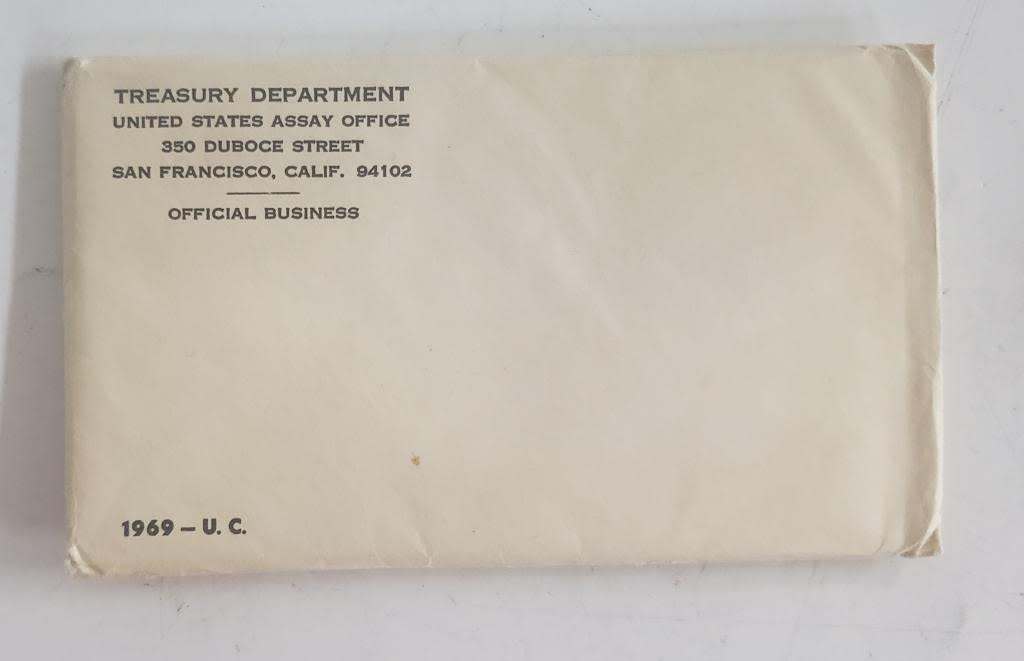 TREASURY DEPARTMENT
UNITED STATES ASSAY OFFICE
350 DUBOCE STREET
SAN FRANCISCO, CALIF. 94102
OFFICIAL BUSINESS
1969 – U. C.